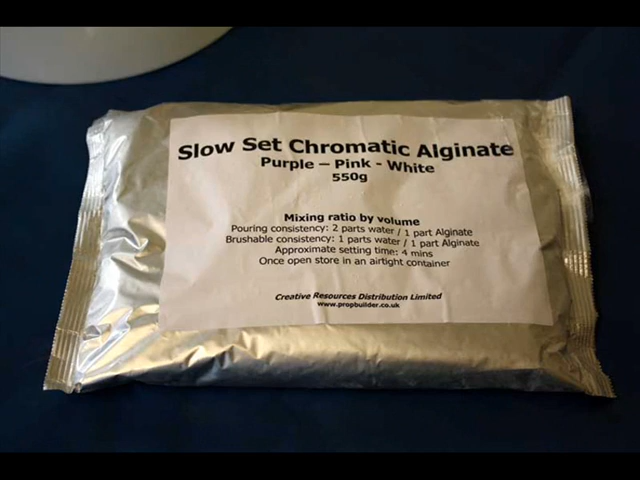 Slow Set Chromatic Alginate
Purple – Pink - White
550g
Mixing ratio by volume
Pouring consistency: 2 parts water / 1 part Alginate
Brushable consistency: 1 parts water / 1 part Alginate
Approximate setting time: 4 mins
Once open store in an airtight container
Creative Resources Distribution Limited
www.propbuilder.co.uk